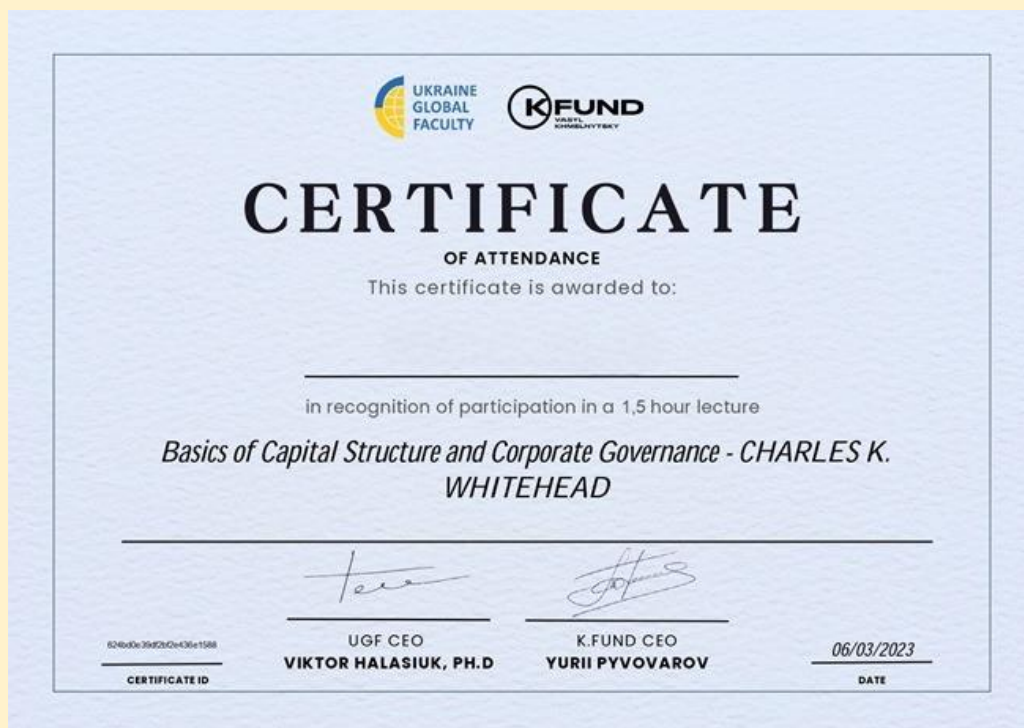 UKRAINE
GLOBAL
FACULTY
K FUND
VASYL
KHMELNYTSKY
CERTIFICATE
OF ATTENDANCE
This certificate is awarded to:
in recognition of participation in a 1,5 hour lecture
Basics of Capital Structure and Corporate Governance - CHARLES K.
WHITEHEAD
UGF CEO
VIKTOR HALASIUK, PH.D
K.FUND CEO
YURII PYVOVAROV
CERTIFICATE ID
06/03/2023
DATE